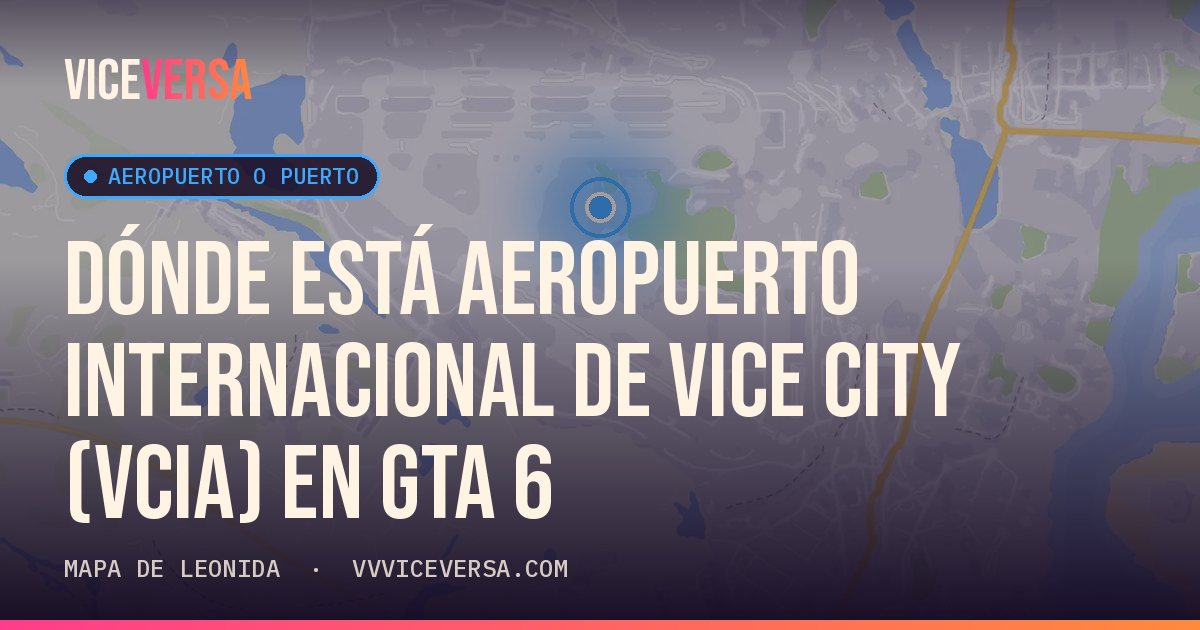 VICEVERSA
AEROPUERTO O PUERTO
DÓNDE ESTÁ AEROPUERTO
INTERNACIONAL DE VICE CITY
(VCIA) EN GTA 6
MAPA DE LEONIDA · VVVICEVERSA.COM